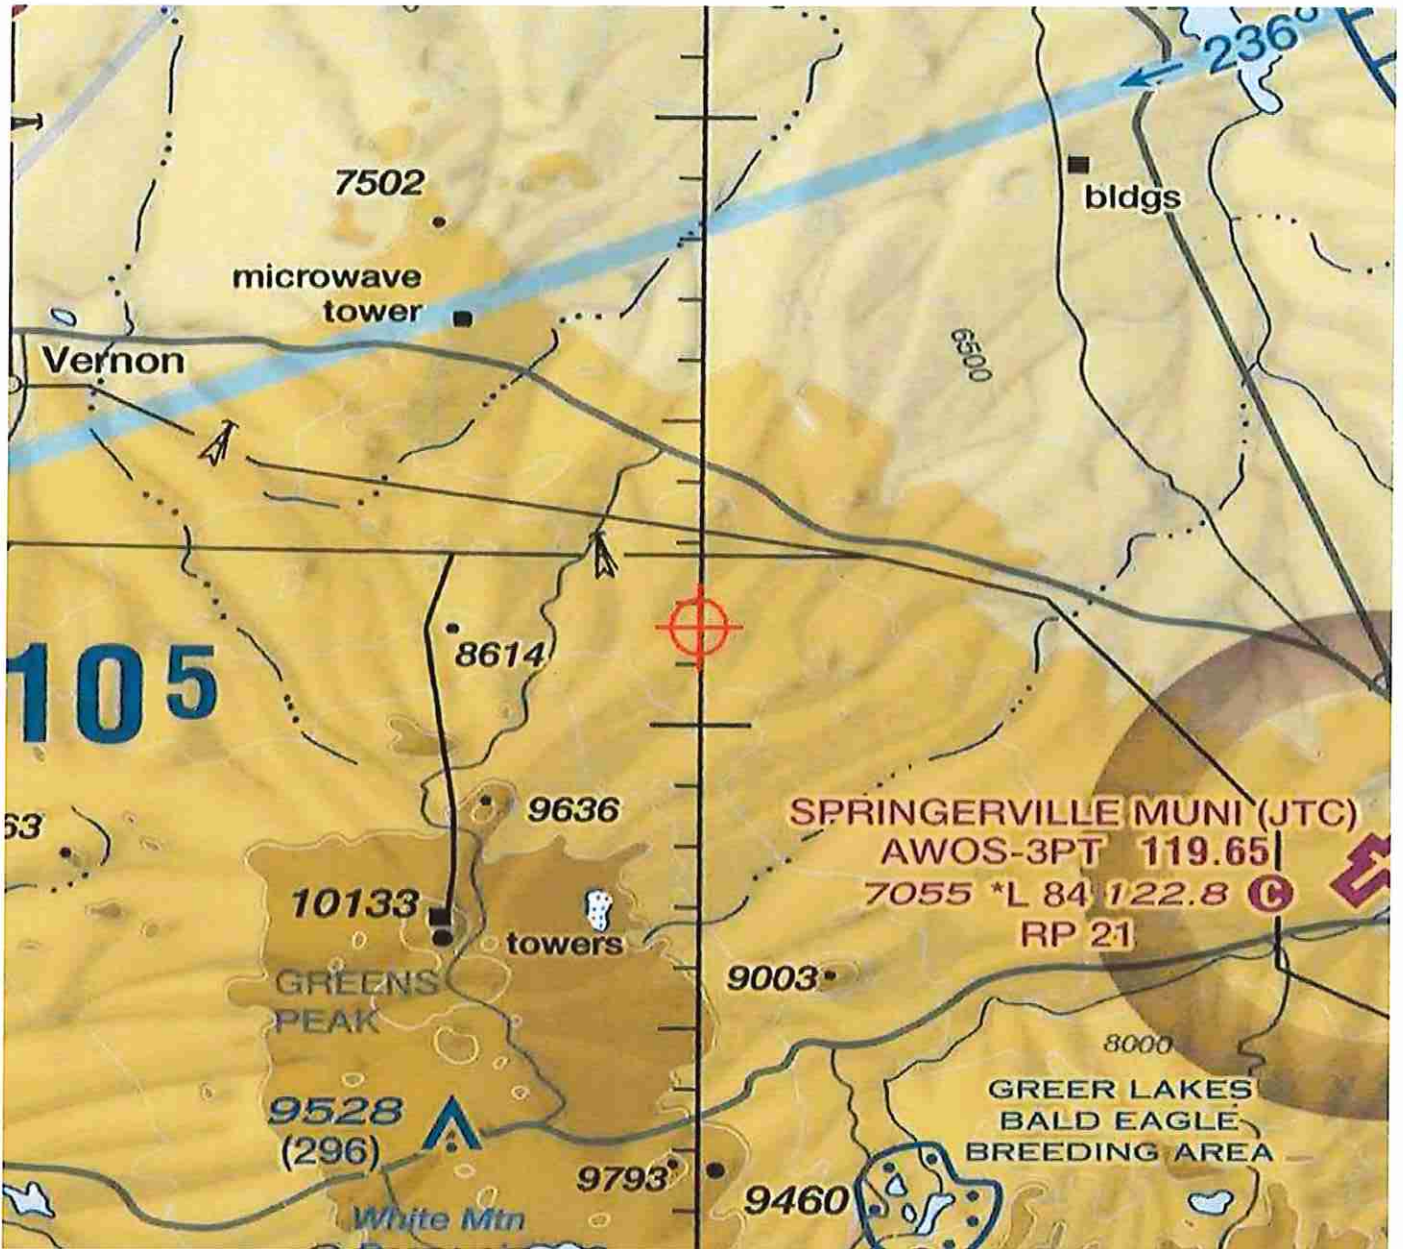 236°
7502
bldgs
microwave
tower
Vernon
6500
8614
105
9636
63
SPRINGERVILLE MUNI (JTC)
AWOS-3PT 119.65
7055 *L 84 122.8 C
RP 21
10133
towers
9003
GREENS
PEAK
8000
GREER LAKES
BALD EAGLE
BREEDING AREA
9528
(296)
9793
9460
White Mtn